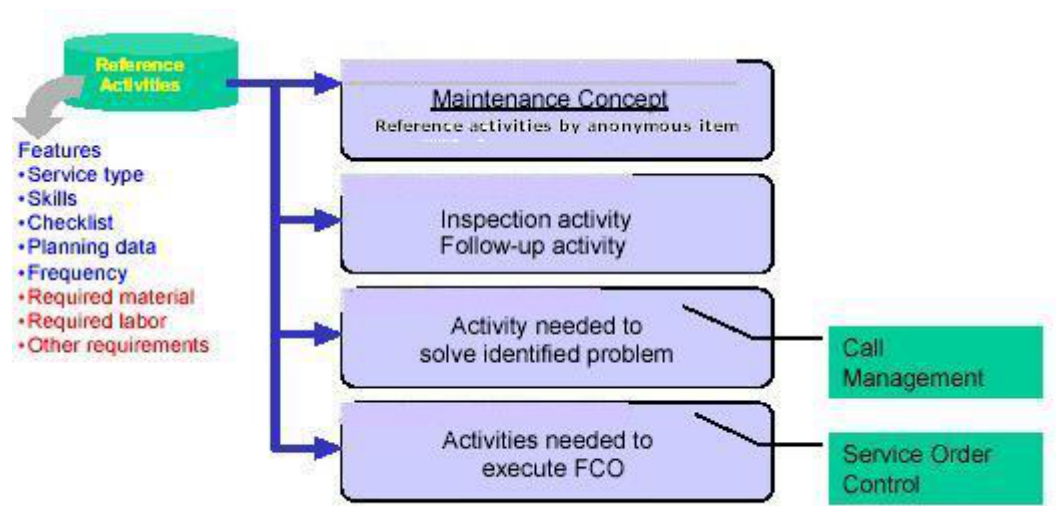 Reference
Activities
Features
•Service type
•Skills
•Checklist
•Planning data
•Frequency
•Required material
•Required labor
•Other requirements
Maintenance Concept
Reference activities by anonymous item
Inspection activity
Follow-up activity
Activity needed to
solve identified problem
Call
Management
Activities needed to
execute FCO
Service Order
Control